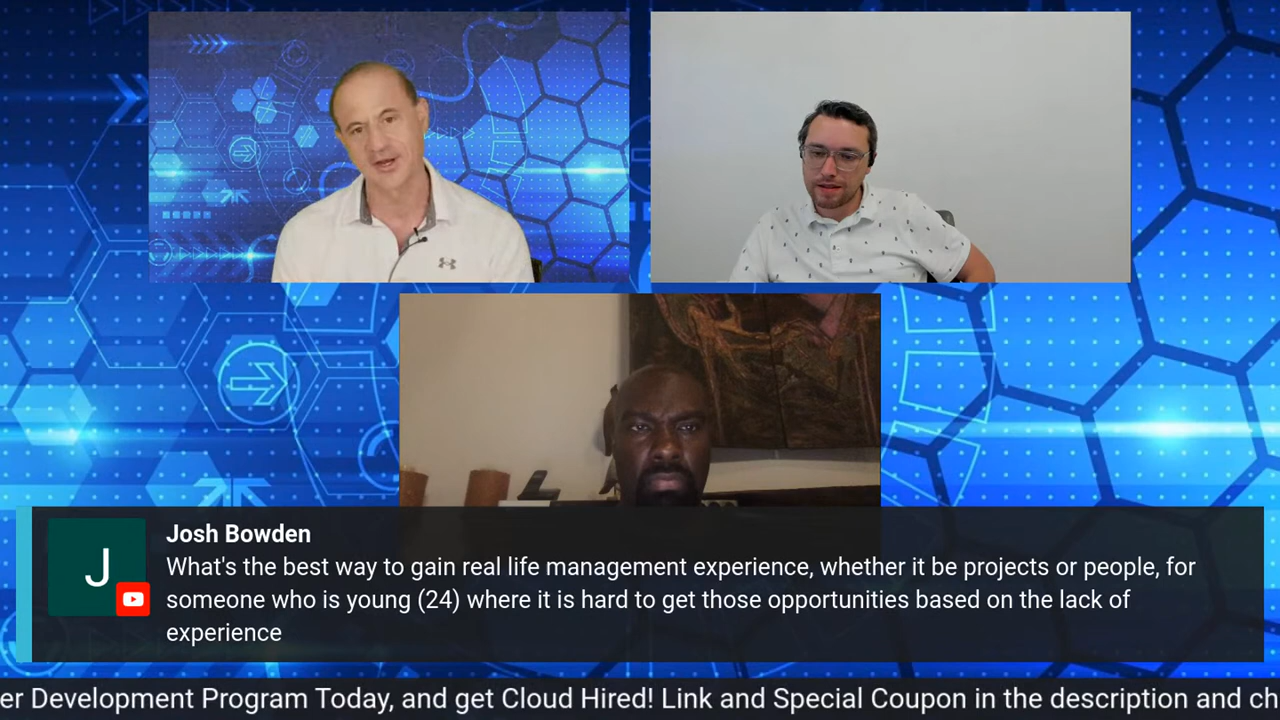 J
Josh Bowden
What's the best way to gain real life management experience, whether it be projects or people, for
someone who is young (24) where it is hard to get those opportunities based on the lack of
experience
er Development Program Today, and get Cloud Hired! Link and Special Coupon in the description and ch